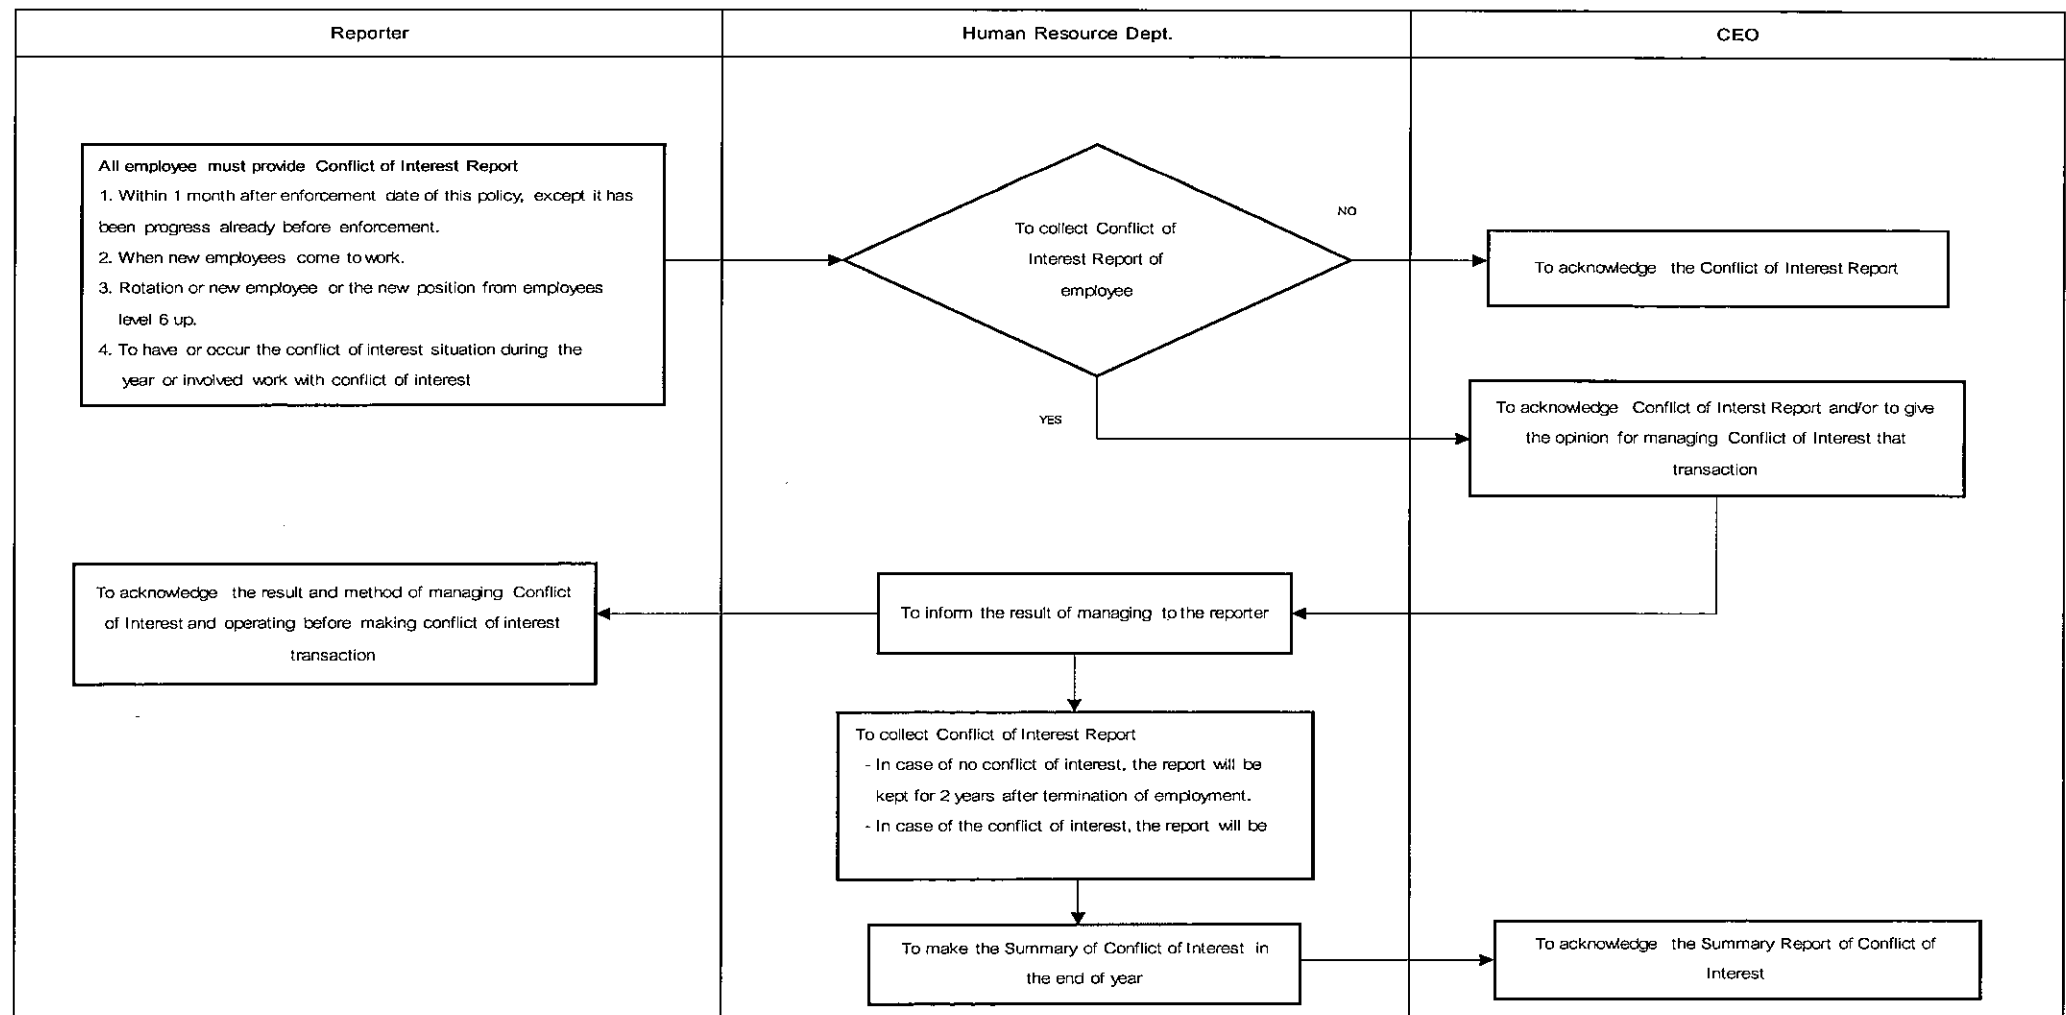 Reporter
Human Resource Dept.
CEO
All employee must provide Conflict of Interest Report
1. Within 1 month after enforcement date of this policy, except it has
been progress already before enforcement.
2. When new employees come to work.
3. Rotation or new employee or the new position from employees
level 6 up.
4. To have or occur the conflict of interest situation during the
year or involved work with conflict of interest
To collect Conflict of
Interest Report of
employee
NO
To acknowledge the Conflict of Interest Report
YES
To acknowledge Conflict of Interst Report and/or to give
the opinion for managing Conflict of Interest that
transaction
To acknowledge the result and method of managing Conflict
of Interest and operating before making conflict of interest
transaction
To inform the result of managing to the reporter
To collect Conflict of Interest Report
- In case of no conflict of interest, the report will be
kept for 2 years after termination of employment.
- In case of the conflict of interest, the report will be
To make the Summary of Conflict of Interest in
the end of year
To acknowledge the Summary Report of Conflict of
Interest